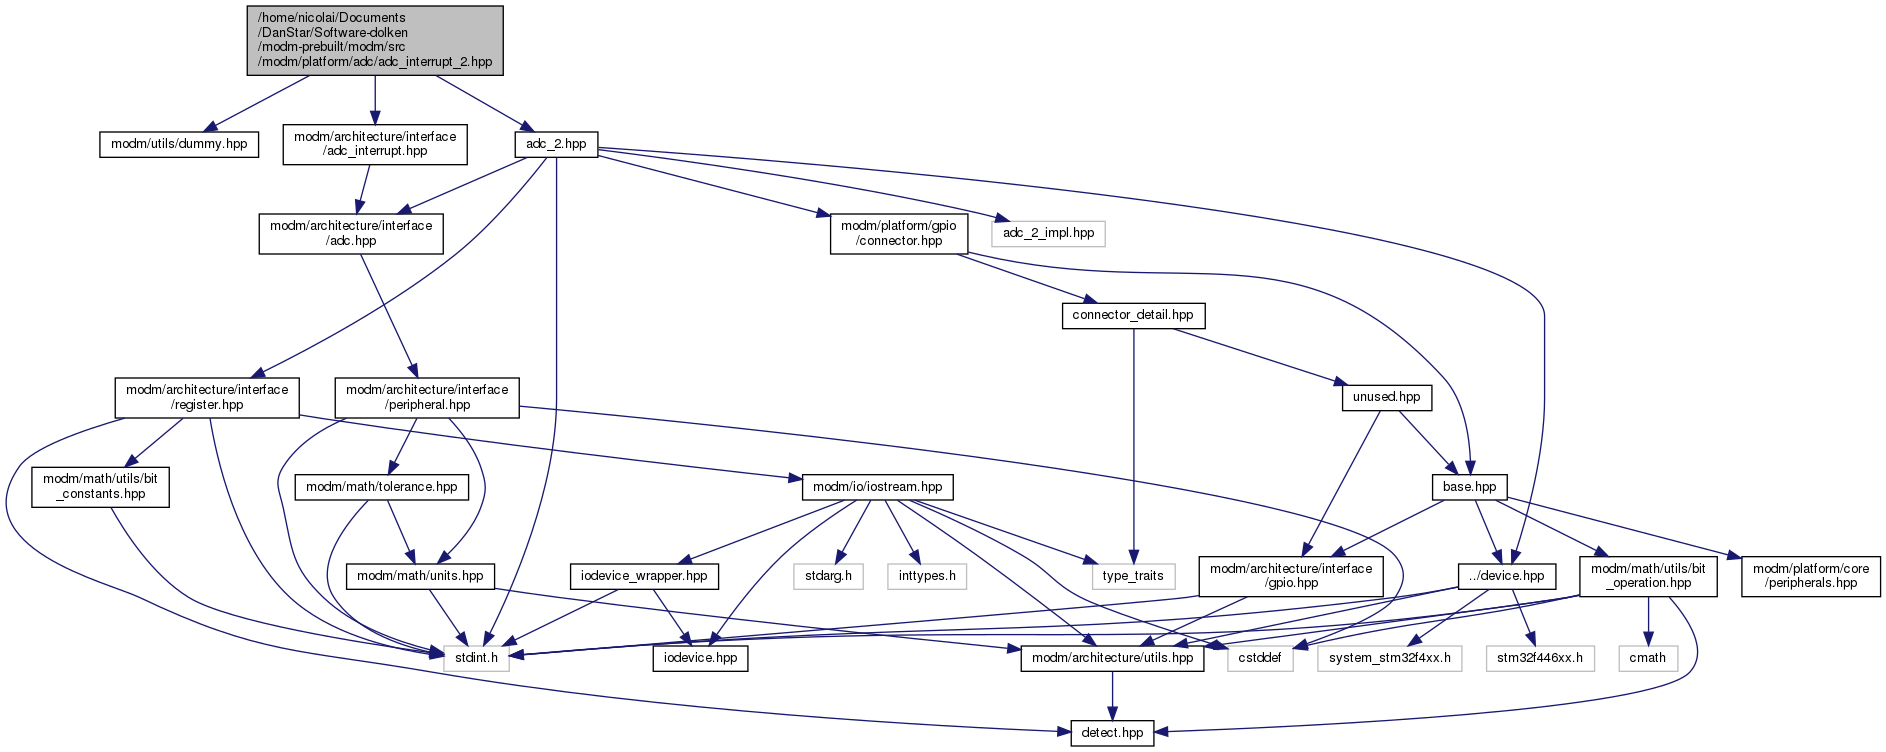 /home/nicolai/Documents
/DanStar/Software-dolken
/modm-prebuilt/modm/src
/modm/platform/adc/adc_interrupt_2.hpp
modm/utils/dummy.hpp
modm/architecture/interface
/adc_interrupt.hpp
adc_2.hpp
modm/architecture/interface
/adc.hpp
modm/platform/gpio
/connector.hpp
adc_2_impl.hpp
connector_detail.hpp
modm/architecture/interface
/register.hpp
modm/architecture/interface
/peripheral.hpp
unused.hpp
modm/math/utils/bit
_constants.hpp
modm/math/tolerance.hpp
modm/io/iostream.hpp
base.hpp
modm/math/units.hpp
iodevice_wrapper.hpp
stdarg.h
inttypes.h
type_traits
modm/architecture/interface
/gpio.hpp
../device.hpp
modm/math/utils/bit
_operation.hpp
modm/platform/core
/peripherals.hpp
stdint.h
iodevice.hpp
modm/architecture/utils.hpp
cstddef
system_stm32f4xx.h
stm32f446xx.h
cmath
detect.hpp